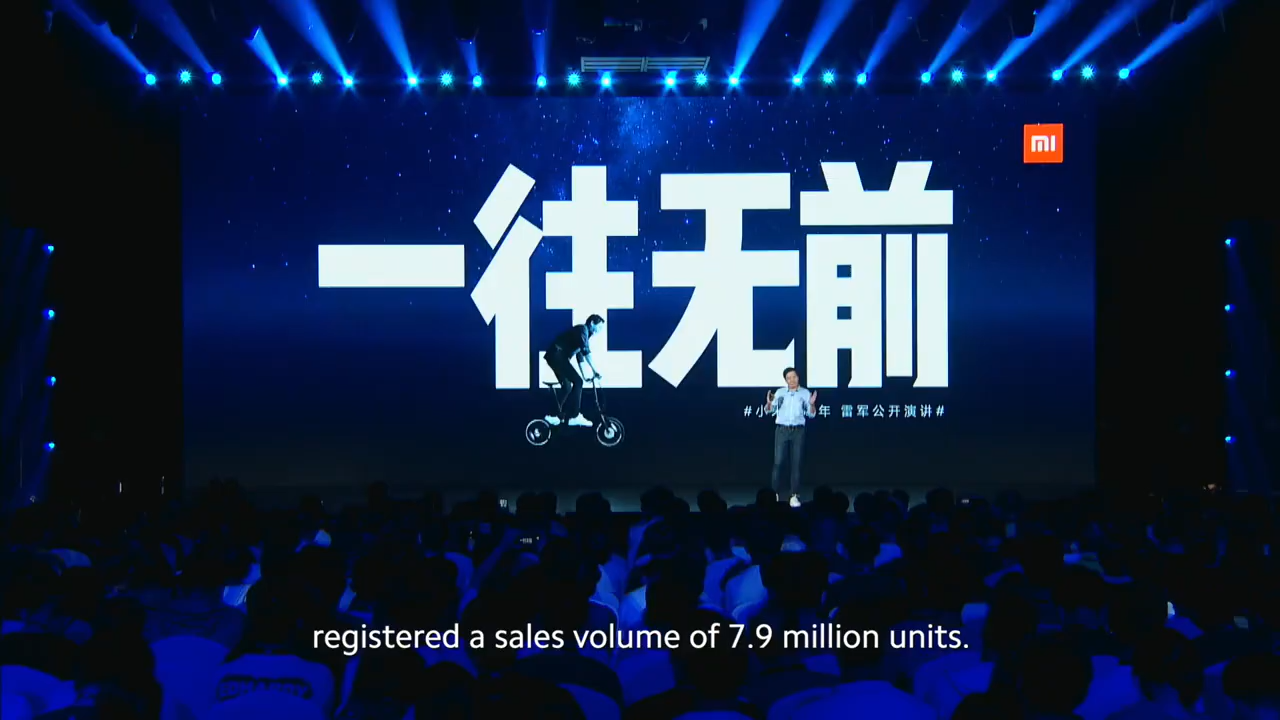 mi
一往无前
#小米 年 雷军公开演讲#
registered a sales volume of 7.9 million units.